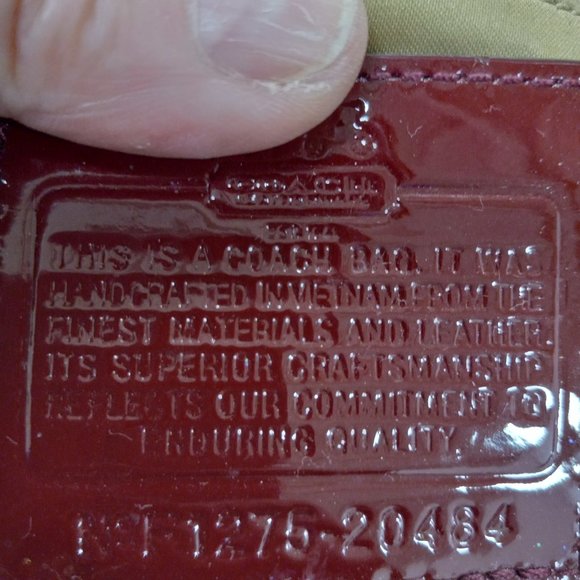 THIS IS A COACH BAG. IT WAS
HANDCRAFTED IN VIETNAM FROM THE
FINEST MATERIALS AND LEATHER.
ITS SUPERIOR CRAFTSMANSHIP
REFLECTS OUR COMMITMENT TO
ENDURING QUALITY.
1275-20484